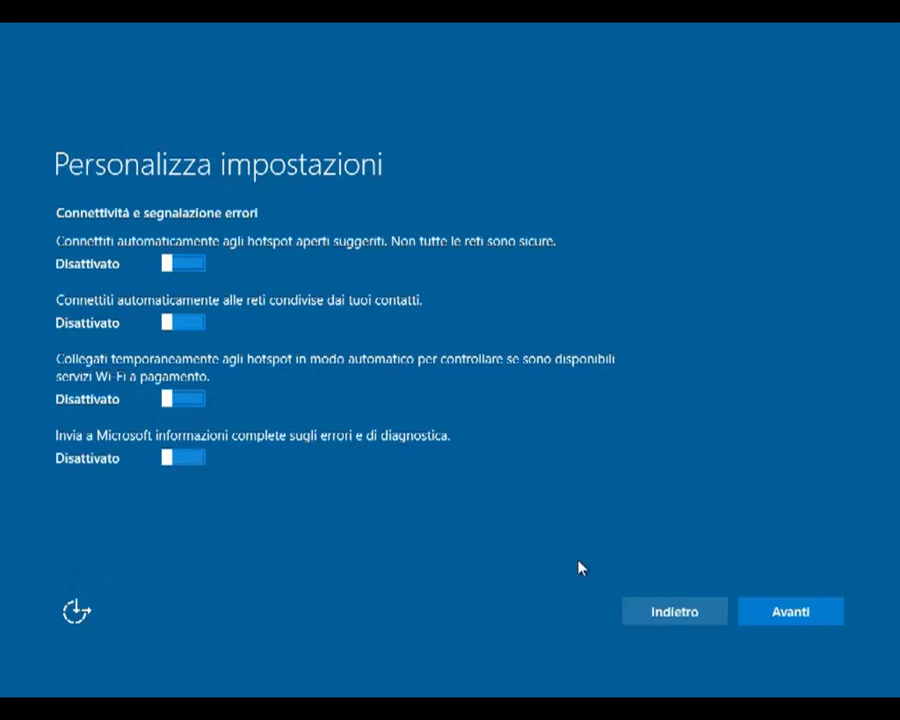 Personalizza impostazioni
Connettività e segnalazione errori
Connettiti automaticamente agli hotspot aperti suggeriti. Non tutte le reti sono sicure.
Disattivato
Connettiti automaticamente alle reti condivise dai tuoi contatti.
Disattivato
Collegati temporaneamente agli hotspot in modo automatico per controllare se sono disponibili
servizi Wi-Fi a pagamento.
Disattivato
Invia a Microsoft informazioni complete sugli errori e di diagnostica.
Disattivato
Indietro
Avanti